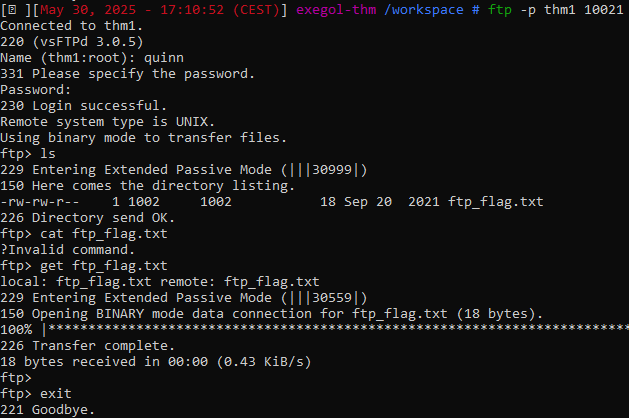 [ ][May 30, 2025 - 17:10:52 (CEST)] exegol-thm /workspace # ftp -p thm1 10021
Connected to thm1.
220 (vsFTPd 3.0.5)
Name (thm1:root): quinn
331 Please specify the password.
Password:
230 Login successful.
Remote system type is UNIX.
Using binary mode to transfer files.
ftp> ls
229 Entering Extended Passive Mode (|||30999|)
150 Here comes the directory listing.
-rw-rw-r--    1 1002     1002           18 Sep 20  2021 ftp_flag.txt
226 Directory send OK.
ftp> cat ftp_flag.txt
?Invalid command.
ftp> get ftp_flag.txt
local: ftp_flag.txt remote: ftp_flag.txt
229 Entering Extended Passive Mode (|||30559|)
150 Opening BINARY mode data connection for ftp_flag.txt (18 bytes).
100% |*************************************************************************
226 Transfer complete.
18 bytes received in 00:00 (0.43 KiB/s)
ftp>
ftp> exit
221 Goodbye.